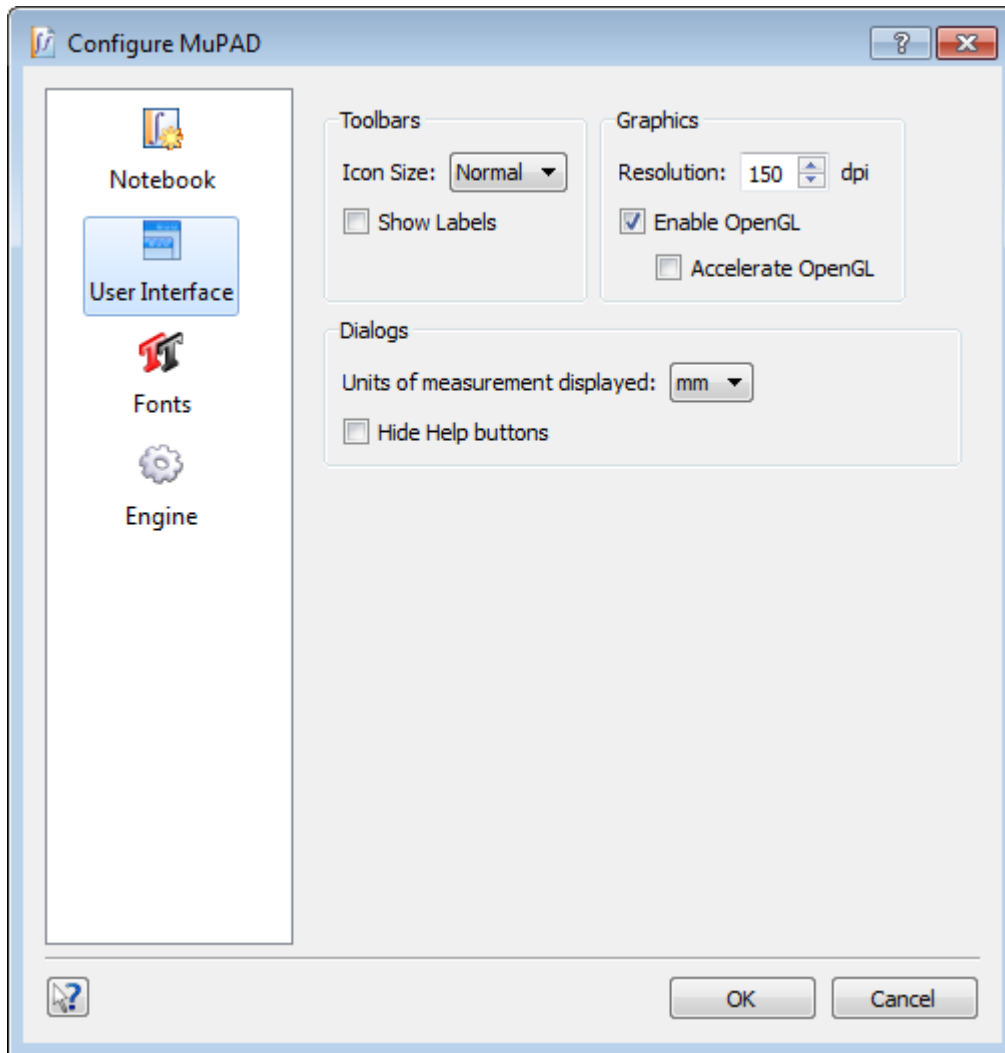 Configure MuPAD
Notebook
User Interface
Fonts
Engine
Toolbars
Icon Size: Normal
Show Labels
Graphics
Resolution: 150 dpi
Enable OpenGL
Accelerate OpenGL
Dialogs
Units of measurement displayed: mm
Hide Help buttons
OK Cancel